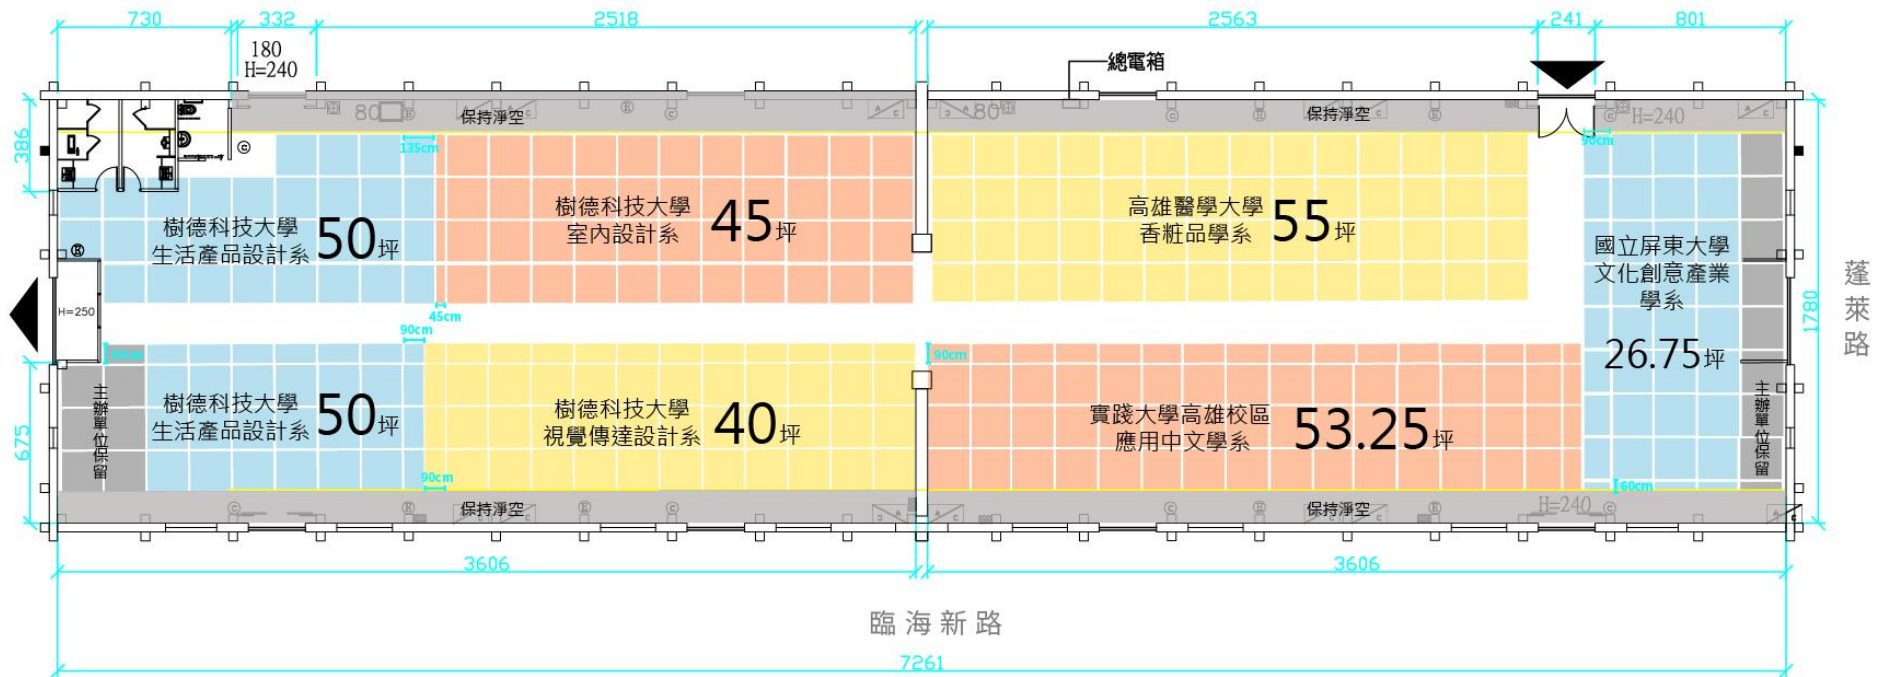 730
332
2518
2563
241
801
180
H=240
總電箱
保持淨空
保持淨空
80
80
H=240
386
135cm
90cm
樹德科技大學
生活產品設計系 50坪
樹德科技大學
室內設計系 45坪
高雄醫學大學
香粧品學系 55坪
國立屏東大學
文化創意產業
學系
26.75坪
蓬萊路
1780
H=250
45cm
90cm
90cm
675
主辦單位保留
樹德科技大學
生活產品設計系 50坪
樹德科技大學
視覺傳達設計系 40坪
實踐大學高雄校區
應用中文學系 53.25坪
主辦單位保留
90cm
60cm
保持淨空
保持淨空
H=240
3606
3606
臨海新路
7261